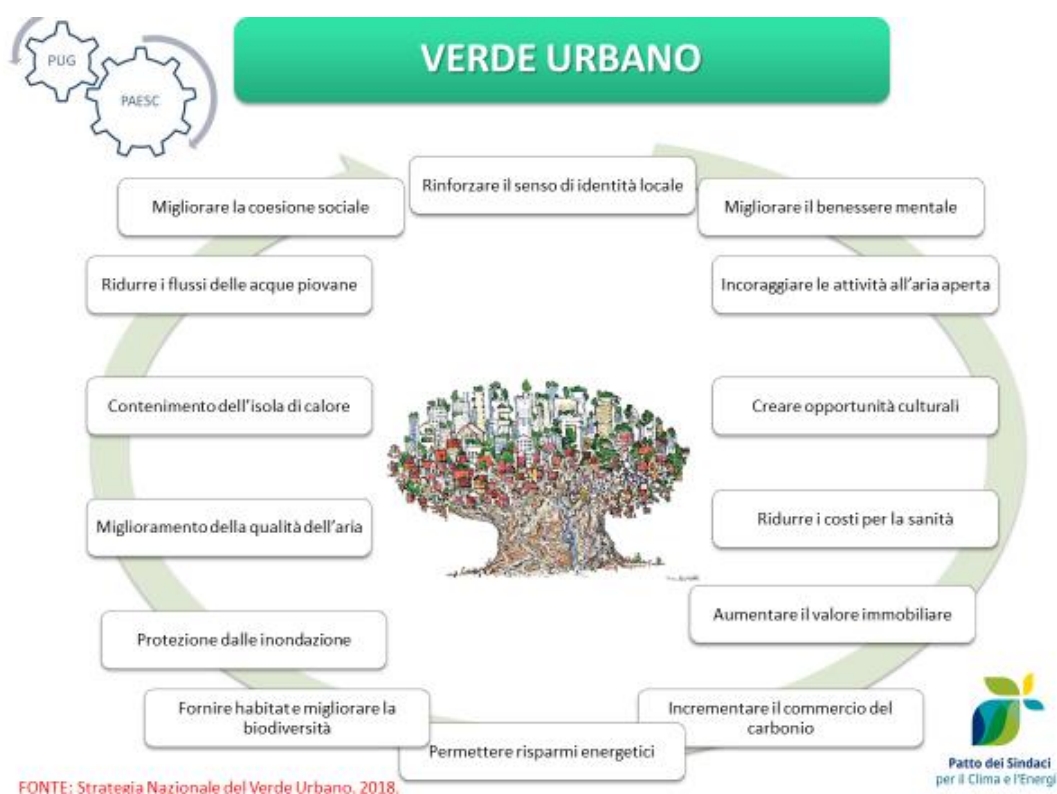 PUG
PAESC
VERDE URBANO
Rinforzare il senso di identità locale
Migliorare il benessere mentale
Incoraggiare le attività all'aria aperta
Creare opportunità culturali
Ridurre i costi per la sanità
Aumentare il valore immobiliare
Incrementare il commercio del
carbonio
Permettere risparmi energetici
Fornire habitat e migliorare la
biodiversità
Protezione dalle inondazione
Miglioramento della qualità dell'aria
Contenimento dell'isola di calore
Ridurre i flussi delle acque piovane
Migliorare la coesione sociale
Patto dei Sindaci
per il Clima e l'Energi
FONTE: Strategia Nazionale del Verde Urbano. 2018.